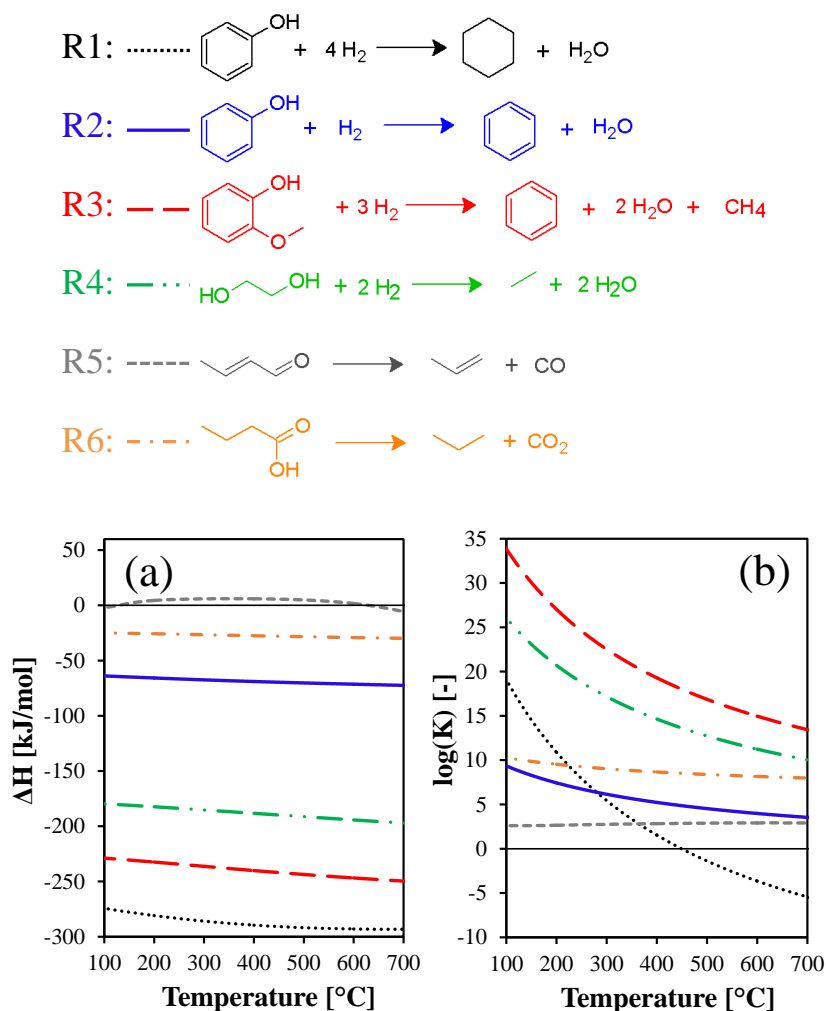 R1: OH + 4 H₂ + H₂O
R2: OH + H₂ + H₂O
R3: OH O + 3 H₂ + 2 H₂O + CH₄
R4: HO OH + 2 H₂ + 2 H₂O
R5: O + CO
R6: O OH + CO₂
(a)
ΔH [kJ/mol]
50
0
-50
-100
-150
-200
-250
-300
100 200 300 400 500 600 700
Temperature [°C]
(b)
log(K) [-]
35
30
25
20
15
10
5
0
-5
-10
100 200 300 400 500 600 700
Temperature [°C]